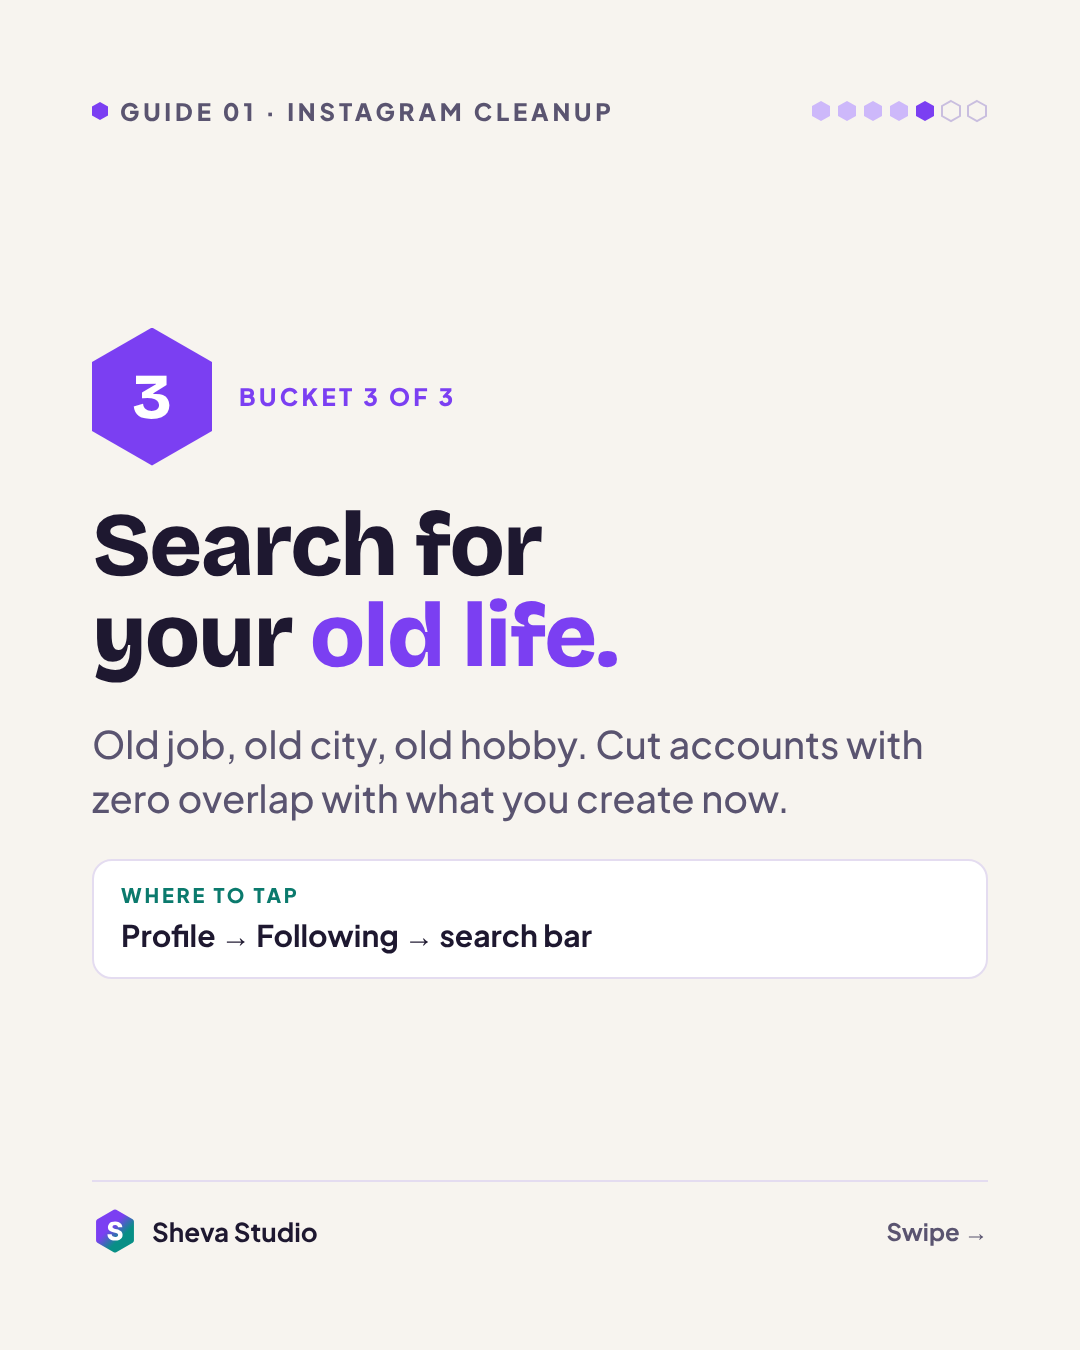 GUIDE 01 · INSTAGRAM CLEANUP
3
BUCKET 3 OF 3
Search for
your old life.
Old job, old city, old hobby. Cut accounts with
zero overlap with what you create now.
WHERE TO TAP
Profile → Following → search bar
S
Sheva Studio
Swipe →